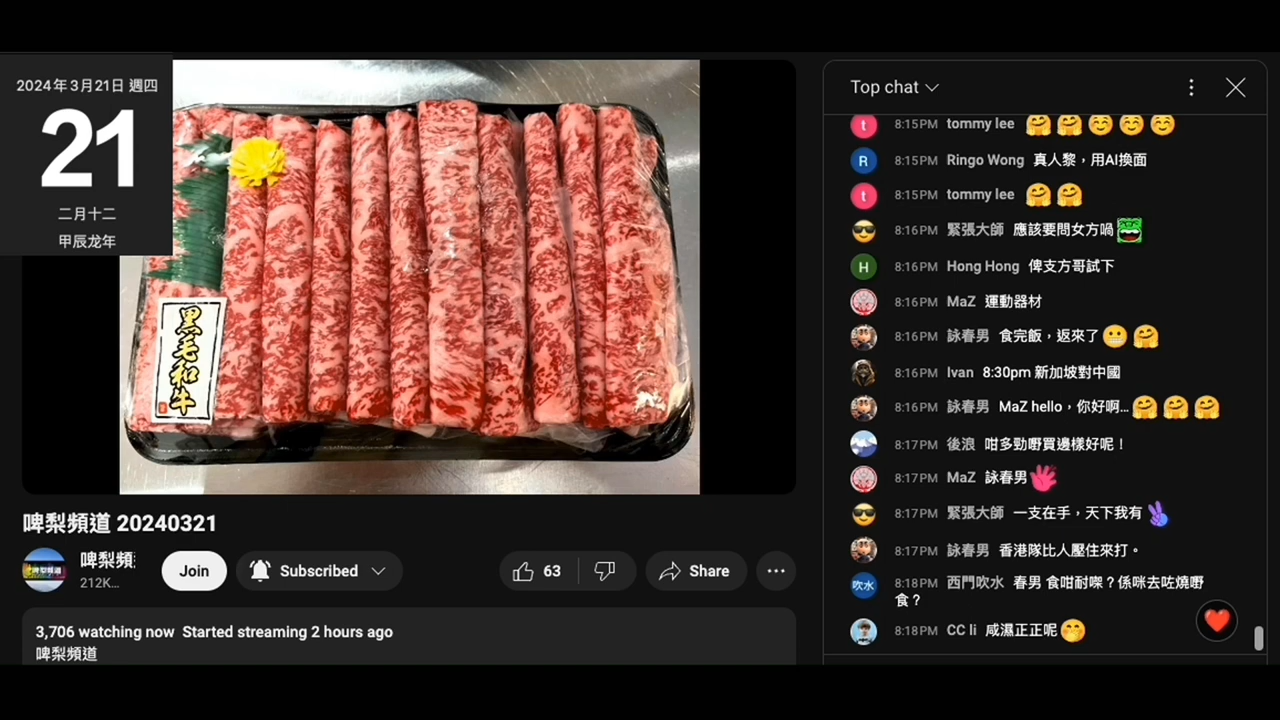 2024年3月21日 週四
21
二月十二
甲辰龙年
黒毛和牛
啤梨頻道 20240321
啤梨頻
212K...
Join
Subscribed
63
Share
3,706 watching now Started streaming 2 hours ago
啤梨頻道
Top chat
8:15PM tommy lee
8:15PM Ringo Wong 真人黎，用AI換面
8:15PM tommy lee
8:16PM 緊張大師 應該要問女方喎
8:16PM Hong Hong 俾支方哥試下
8:16PM MaZ 運動器材
8:16PM 詠春男 食完飯，返來了
8:16PM Ivan 8:30pm 新加坡對中國
8:16PM 詠春男 MaZ hello，你好啊...
8:17PM 後浪 咁多勁嘢買邊樣好呢！
8:17PM MaZ 詠春男
8:17PM 緊張大師 一支在手，天下我有
8:17PM 詠春男 香港隊比人壓住來打。
8:18PM 西門吹水 春男 食咁耐㗎？係咪去咗燒嘢
食？
8:18PM CC li 咸濕正正呢
吹水